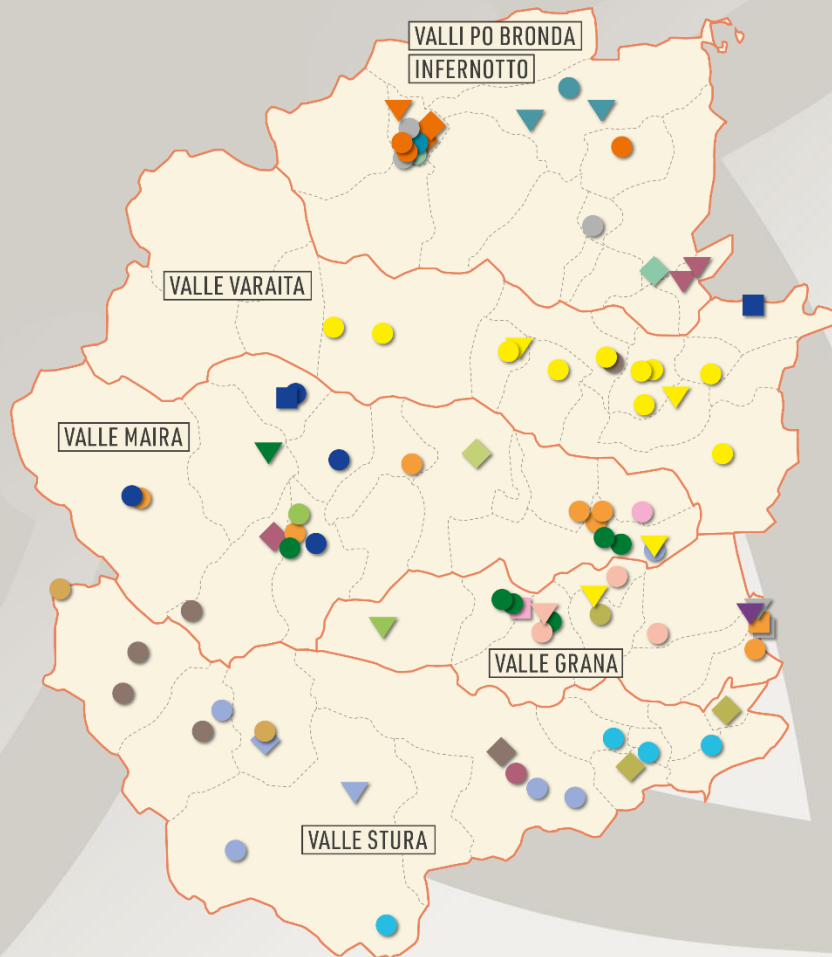 VALLI PO BRONDA
INFERNOTTO
VALLE VARAITA
VALLE MAIRA
VALLE GRANA
VALLE STURA